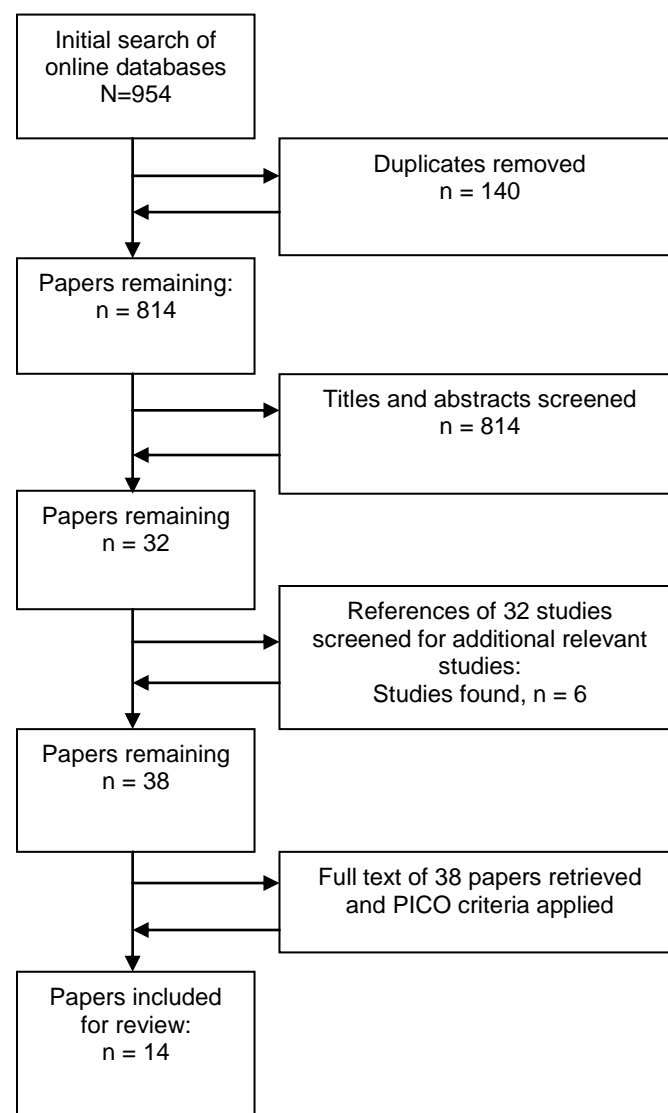 Initial search of
online databases
N=954
Duplicates removed
n = 140
Papers remaining:
n = 814
Titles and abstracts screened
n = 814
Papers remaining
n = 32
References of 32 studies
screened for additional relevant
studies:
Studies found, n = 6
Papers remaining
n = 38
Full text of 38 papers retrieved
and PICO criteria applied
Papers included
for review:
n = 14